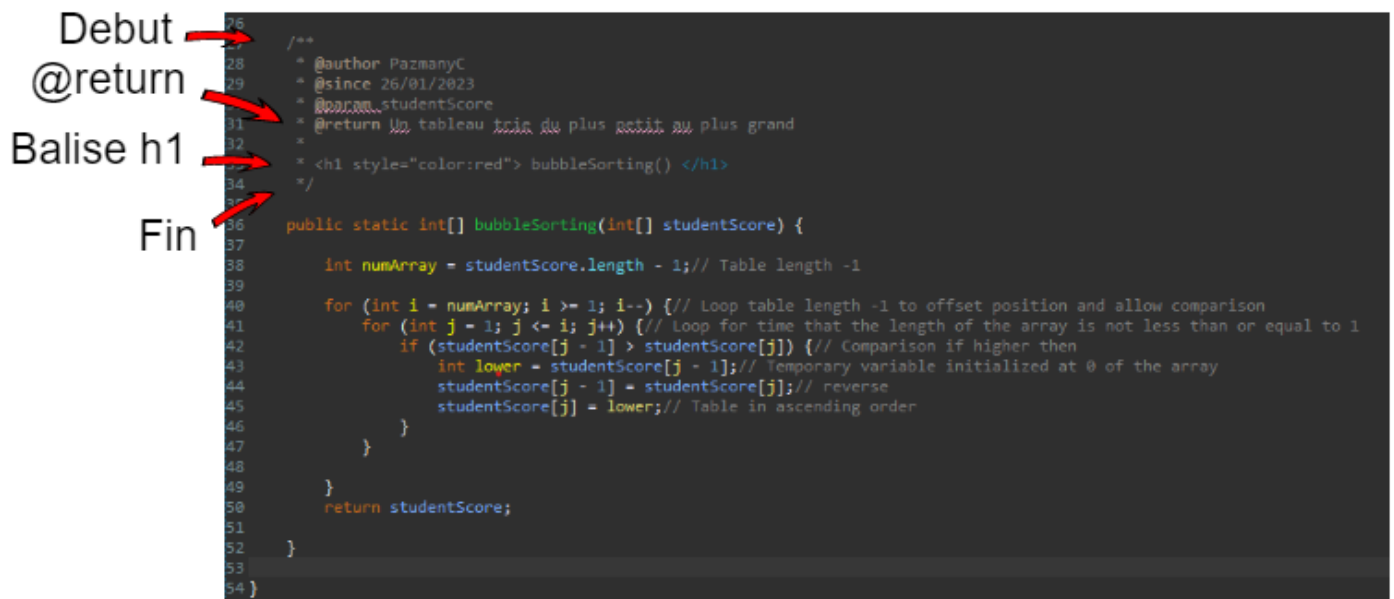 Debut
@return
Balise h1
Fin
26
27 /**
28 * @author PazmanyC
29 * @since 26/01/2023
* @param studentScore
31 * @return Un tableau trie du plus petit au plus grand
32 *
33 * <h1 style="color:red"> bubbleSorting() </h1>
34 */
35
36 public static int[] bubbleSorting(int[] studentScore) {
37
38 int numArray = studentScore.length - 1;// Table length -1
39
40 for (int i = numArray; i >= 1; i--) {// Loop table length -1 to offset position and allow comparison
41 for (int j = 1; j <= i; j++) {// Loop for time that the length of the array is not less than or equal to 1
42 if (studentScore[j - 1] > studentScore[j]) {// Comparison if higher then
43 int lower = studentScore[j - 1];// Temporary variable initialized at 0 of the array
44 studentScore[j - 1] = studentScore[j];// reverse
45 studentScore[j] = lower;// Table in ascending order
46 }
47 }
48
49 }
50 return studentScore;
51
52 }
53
54 }